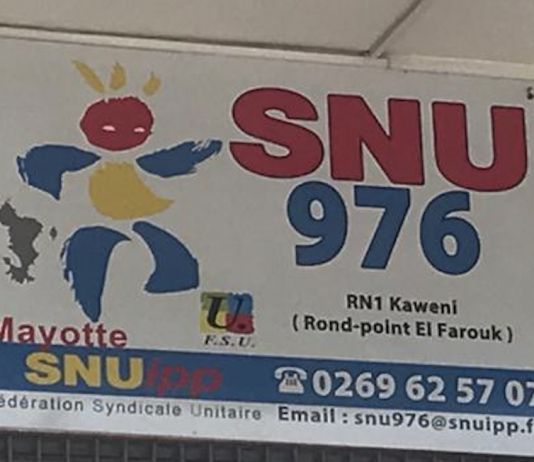 SNU
976
RN1 Kaweni
( Rond-point El Farouk )
U.
F.S.U.
Mayotte
SNUipp
☎ 0269 62 57 07
édération Syndicale Unitaire
Email : snu976@snuipp.f